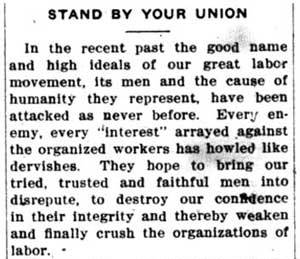 STAND BY YOUR UNION
In the recent past the good name
and high ideals of our great labor
movement, its men and the cause of
humanity they represent, have been
attacked as never before. Every en-
emy, every "interest" arrayed against
the organized workers has howled like
dervishes. They hope to bring our
tried, trusted and faithful men into
disrepute, to destroy our confidence
in their integrity and thereby weaken
and finally crush the organizations of
labor.